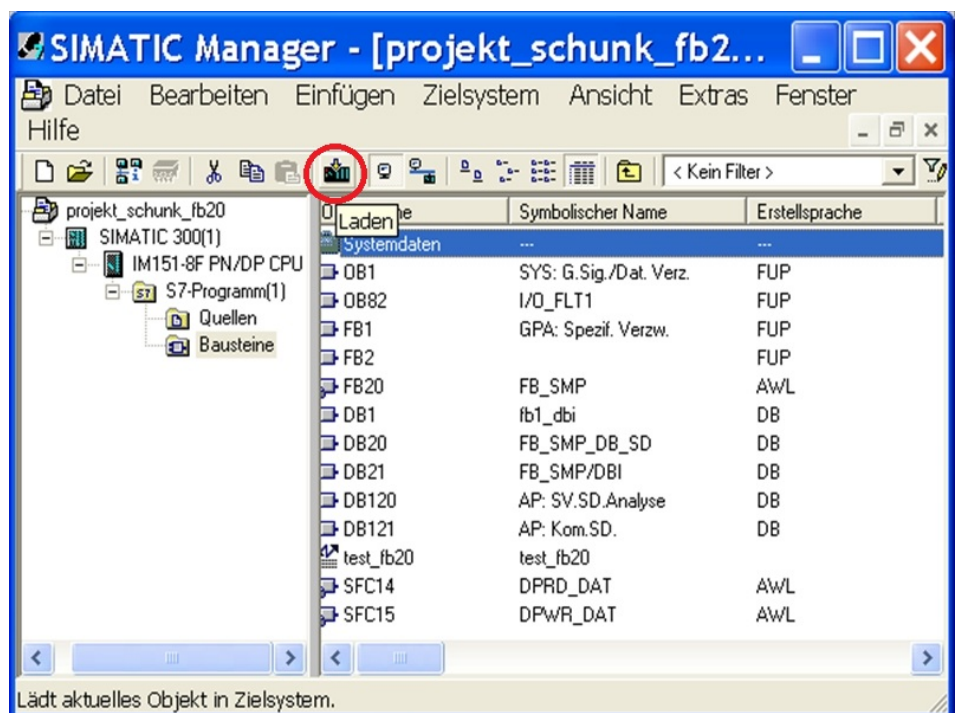 SIMATIC Manager - [projekt_schunk_fb2...
Datei Bearbeiten Einfügen Zielsystem Ansicht Extras Fenster
Hilfe
< Kein Filter >
projekt_schunk_fb20
SIMATIC 300(1)
IM151-8F PN/DP CPU
S7-Programm(1)
Quellen
Bausteine
Laden
Symbolischer Name Erstellsprache
Systemdaten --- ---
OB1 SYS: G.Sig./Dat. Verz. FUP
OB82 I/O_FLT1 FUP
FB1 GPA: Spezif. Verzw. FUP
FB2 FUP
FB20 FB_SMP AWL
DB1 fb1_dbi DB
DB20 FB_SMP_DB_SD DB
DB21 FB_SMP/DBI DB
DB120 AP: SV.SD.Analyse DB
DB121 AP: Kom.SD. DB
test_fb20 test_fb20
SFC14 DPRD_DAT AWL
SFC15 DPWR_DAT AWL
Lädt aktuelles Objekt in Zielsystem.